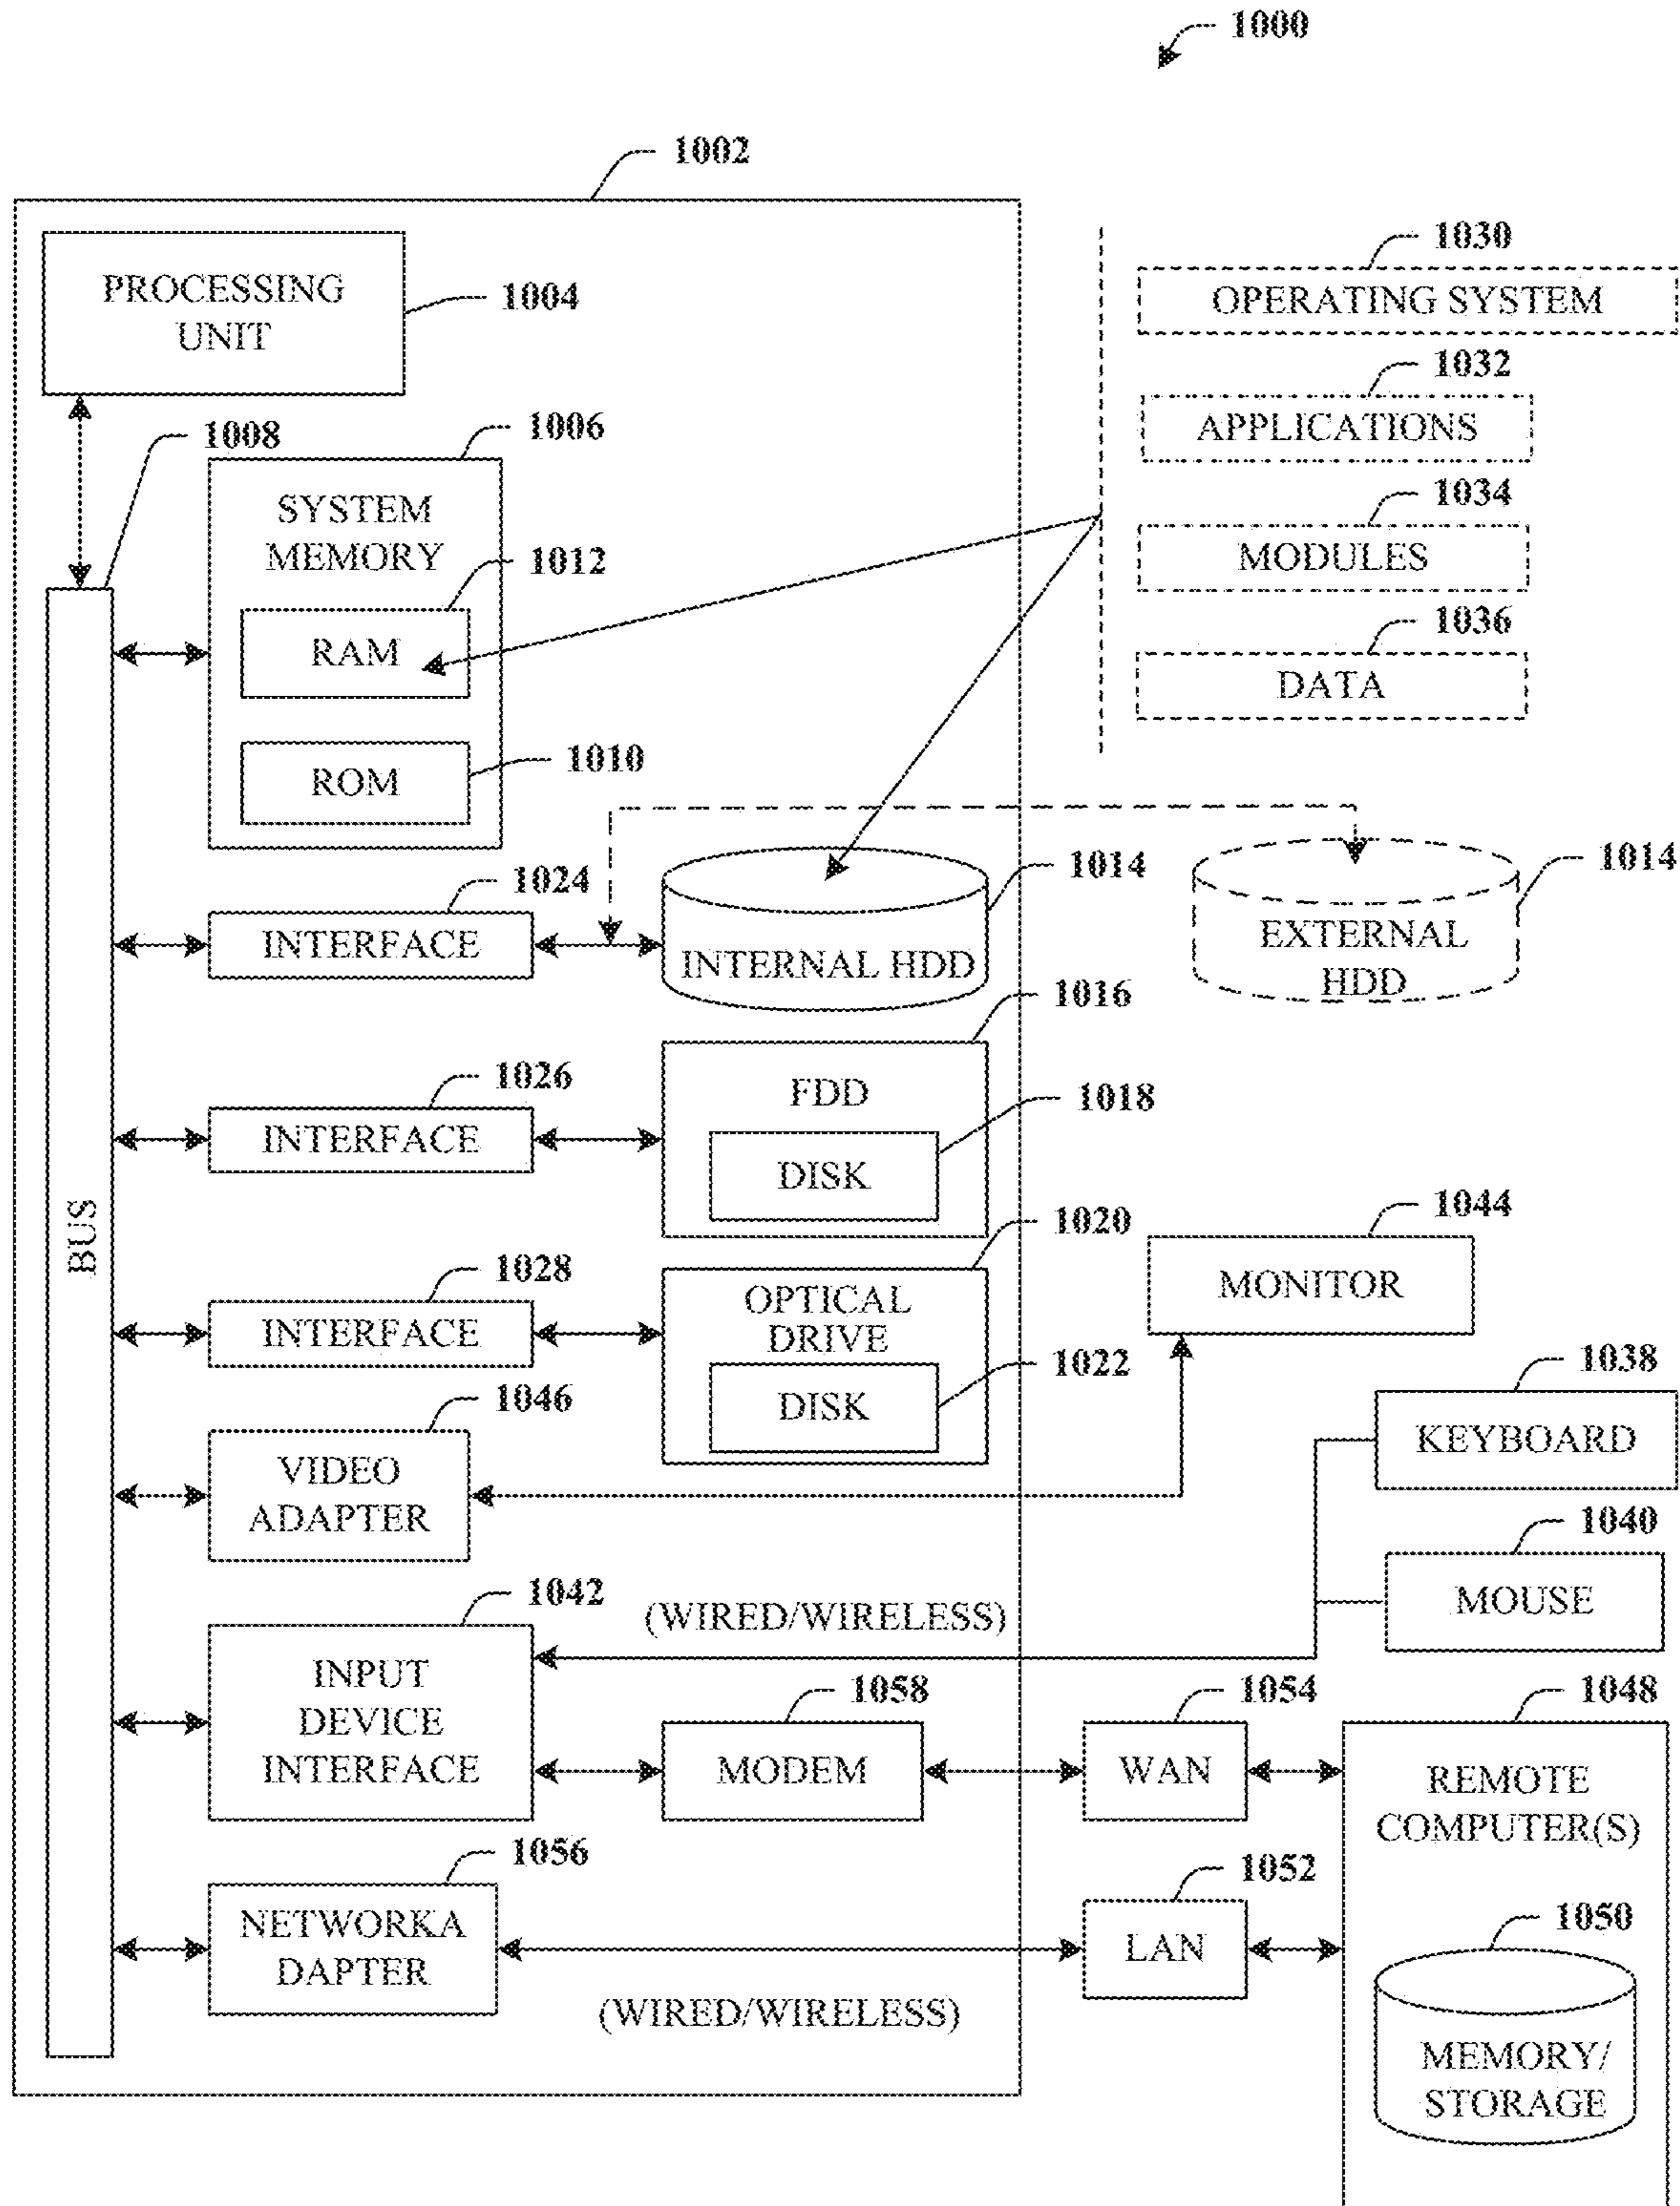 1000
1002
PROCESSING
UNIT
1004
1030
OPERATING SYSTEM
1032
APPLICATIONS
1034
MODULES
1036
DATA
1008
1006
SYSTEM
MEMORY
1012
RAM
1010
ROM
1024
INTERFACE
1014
INTERNAL HDD
1014
EXTERNAL
HDD
1016
1026
INTERFACE
FDD
1018
DISK
BUS
1020
1028
INTERFACE
OPTICAL
DRIVE
1022
DISK
1044
MONITOR
1046
VIDEO
ADAPTER
1038
KEYBOARD
1040
MOUSE
1042
(WIRED/WIRELESS)
INPUT
DEVICE
INTERFACE
1058
MODEM
1054
WAN
1048
REMOTE
COMPUTER(S)
1056
NETWORKA
DAPTER
1052
LAN
(WIRED/WIRELESS)
1050
MEMORY/
STORAGE